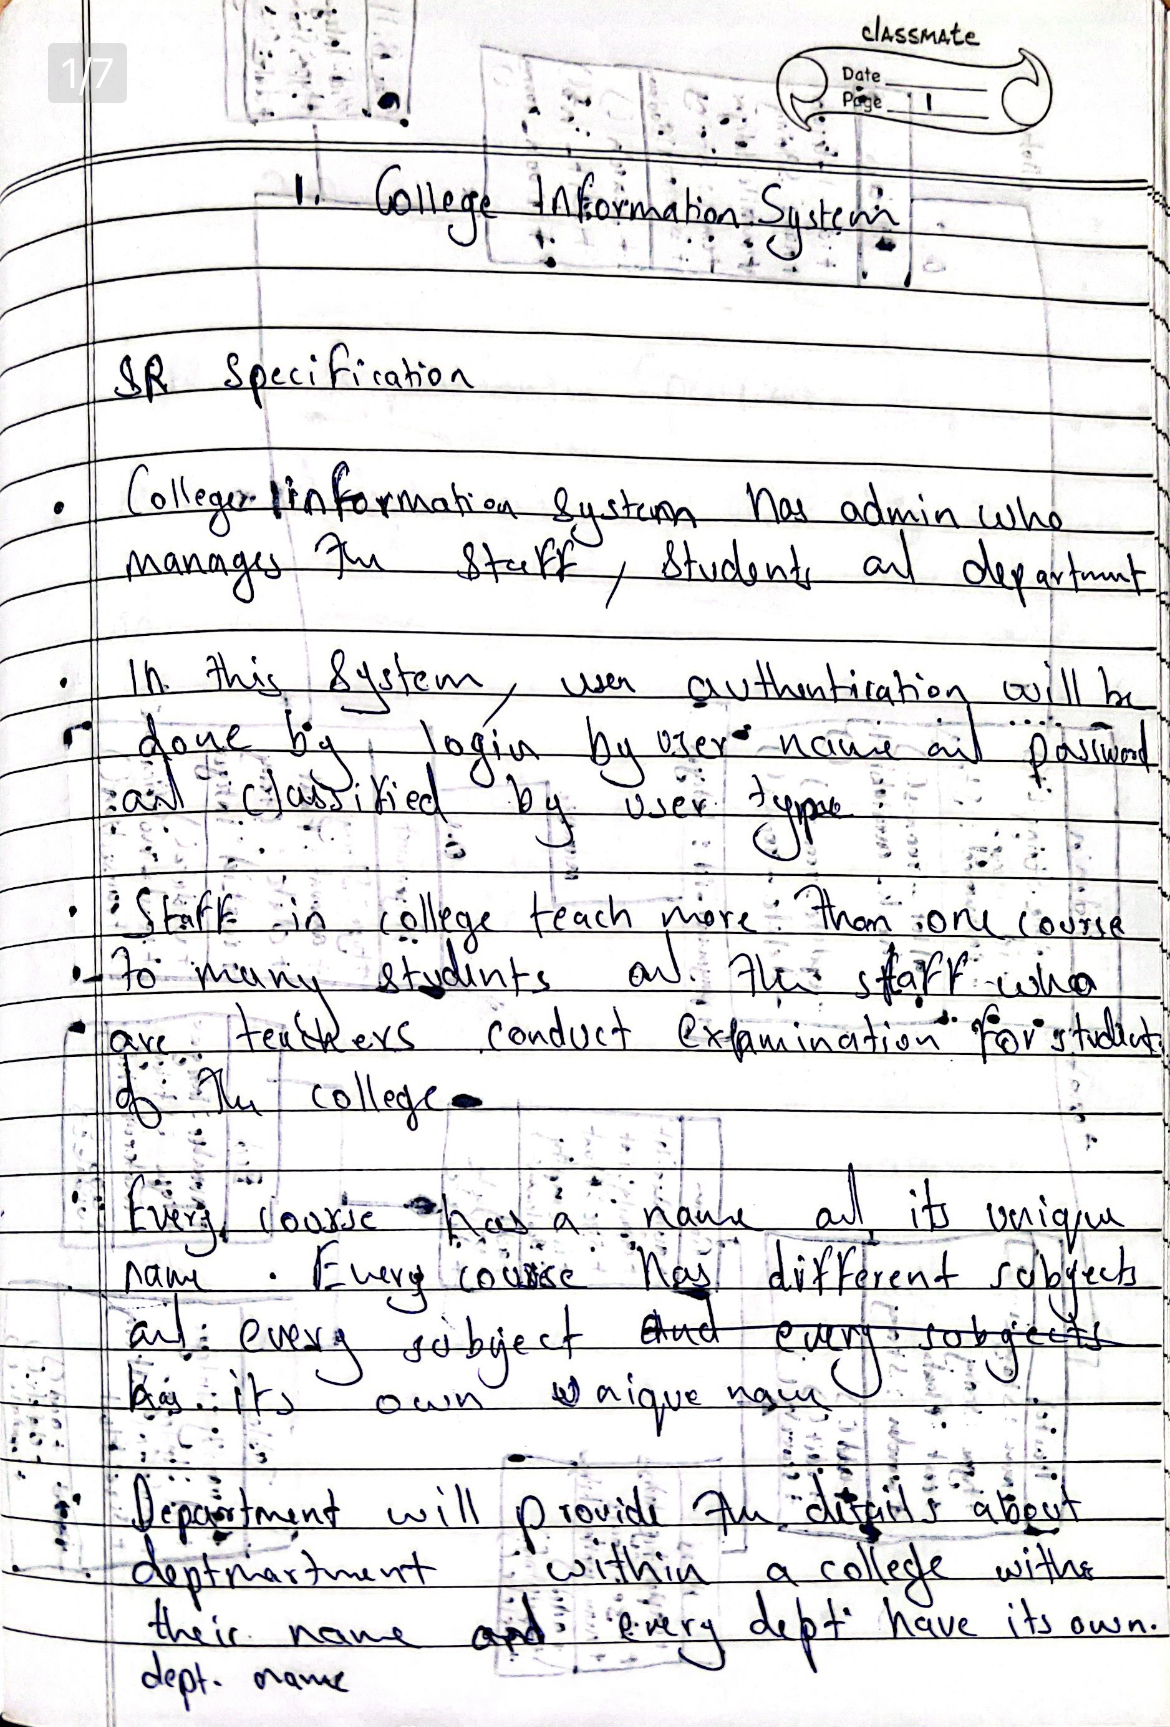 1/7
classmate
Date
Page 1
1. College Information System
SR Specification
College information System has admin who
manages the staff, Students and department
In this System, user authentication will be
done by login by user name and password
and classified by user type
Staff in college teach more than one course
to many students and the staff who
are teachers conduct examination for student
of the college
Every course has a name and its unique
name. Every course has different subjects
and every subject and every subjects
has its own unique name
Department will provide the details about
deptmartment within a college withs
their name and every dept have its own.
dept. name